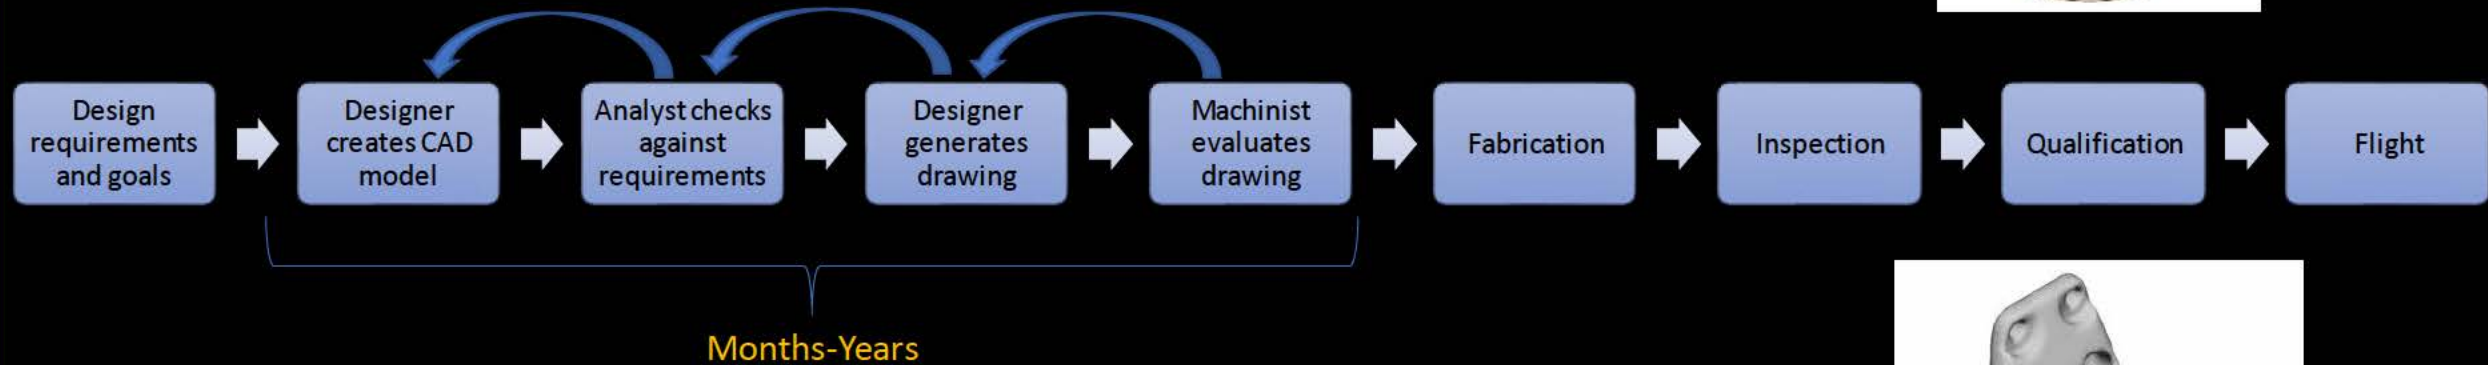 Design
requirements
and goals
Designer
creates CAD
model
Analyst checks
against
requirements
Designer
generates
drawing
Machinist
evaluates
drawing
Fabrication
Inspection
Qualification
Flight
Months-Years